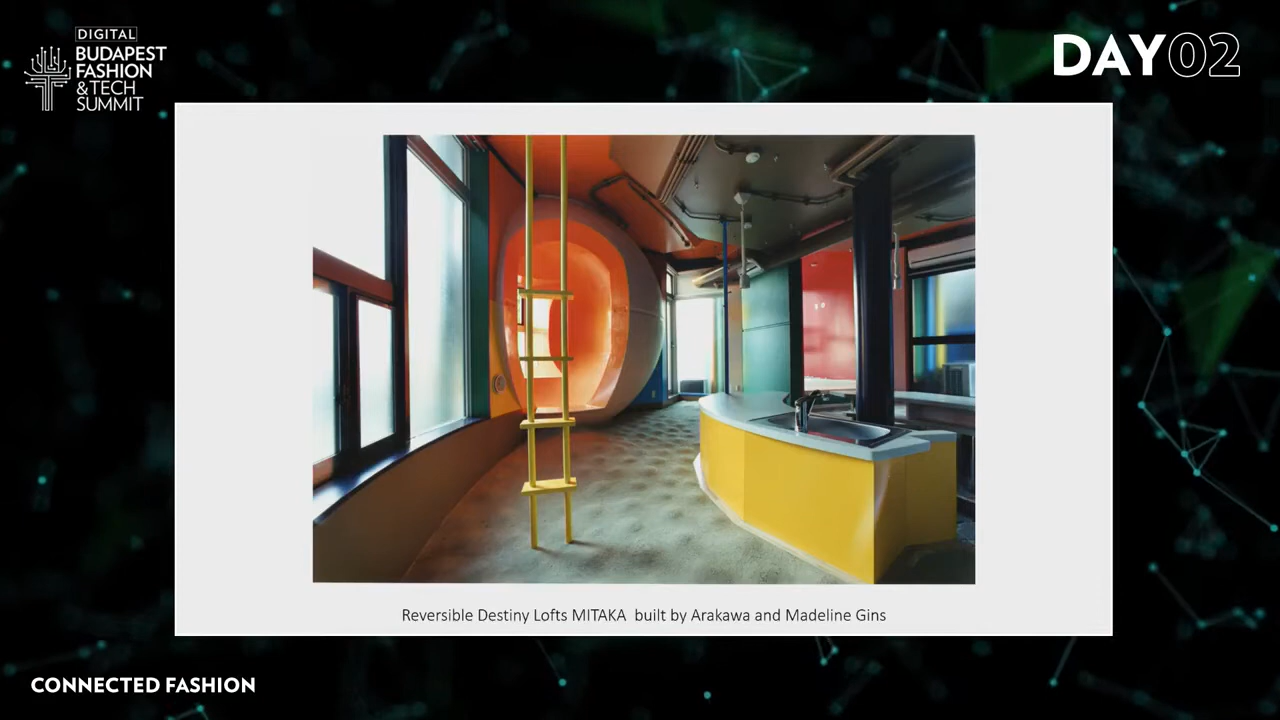 DIGITAL
BUDAPEST
FASHION
&TECH
SUMMIT
DAY02
Reversible Destiny Lofts MITAKA built by Arakawa and Madeline Gins
CONNECTED FASHION